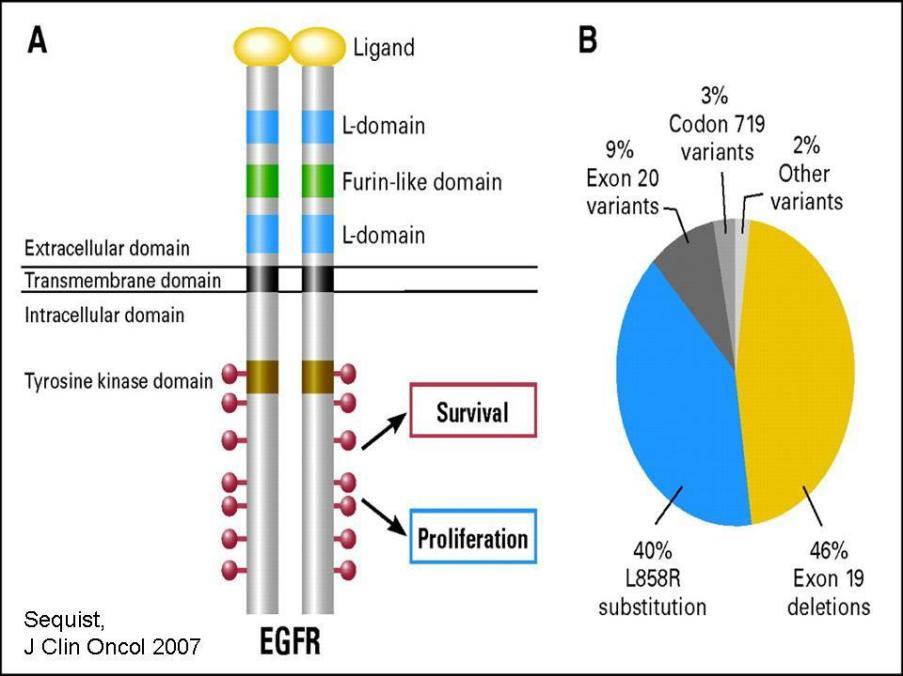 A
Ligand
L-domain
Furin-like domain
L-domain
Extracellular domain
Transmembrane domain
Intracellular domain
Tyrosine kinase domain
Survival
Proliferation
EGFR
Sequist,
J Clin Oncol 2007
B
3%
Codon 719
variants
9%
Exon 20
variants
2%
Other
variants
40%
L858R
substitution
46%
Exon 19
deletions